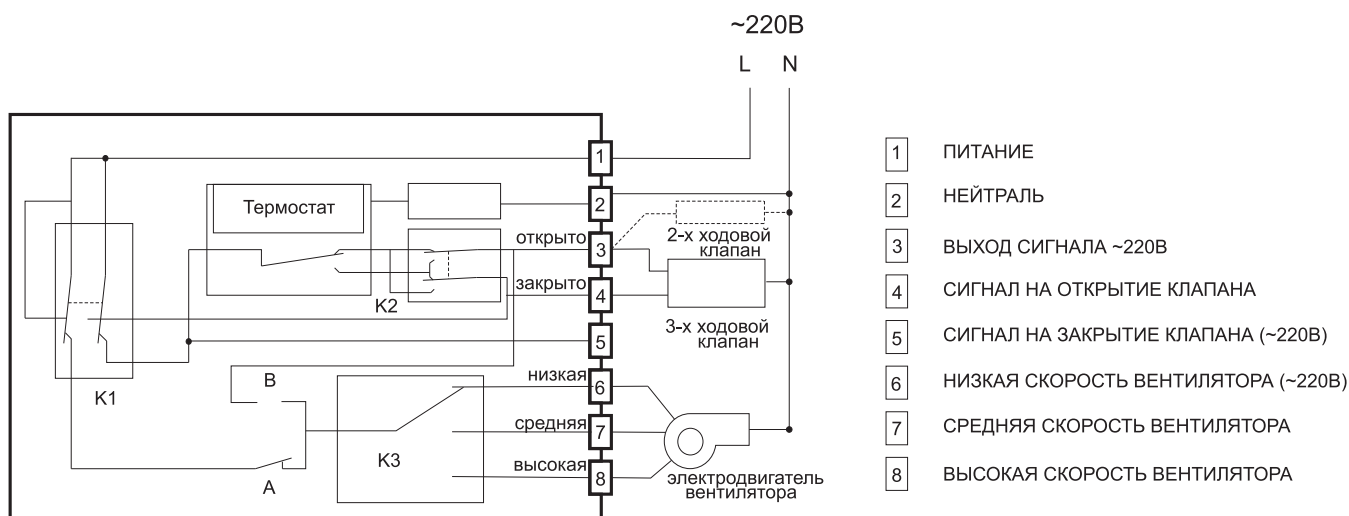 ~220В
L N
1 ПИТАНИЕ
2 НЕЙТРАЛЬ
3 ВЫХОД СИГНАЛА ~220В
4 СИГНАЛ НА ОТКРЫТИЕ КЛАПАНА
5 СИГНАЛ НА ЗАКРЫТИЕ КЛАПАНА (~220В)
6 НИЗКАЯ СКОРОСТЬ ВЕНТИЛЯТОРА (~220В)
7 СРЕДНЯЯ СКОРОСТЬ ВЕНТИЛЯТОРА
8 ВЫСОКАЯ СКОРОСТЬ ВЕНТИЛЯТОРА
1
Термостат
2
открыто 3
2-х ходовой
клапан
K2
закрыто 4
3-х ходовой
клапан
5
K1
B
низкая 6
средняя 7
K3
высокая 8
A
электродвигатель
вентилятора